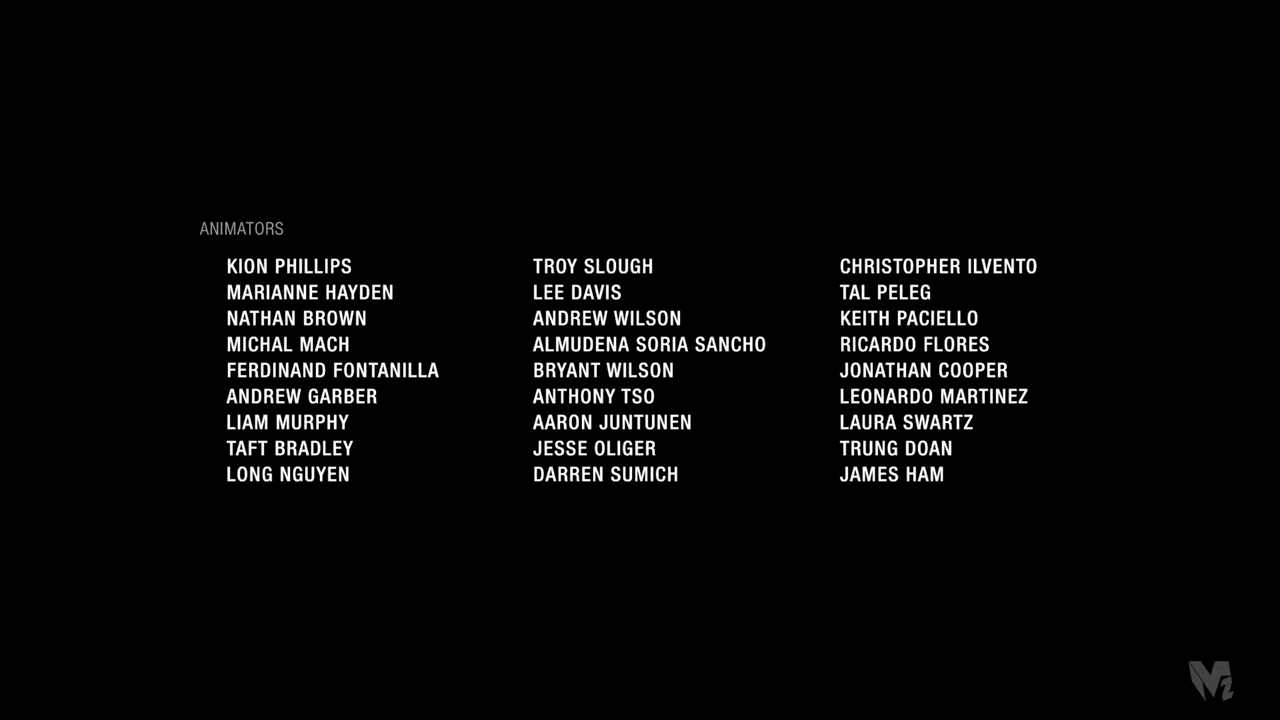 ANIMATORS
KION PHILLIPS
MARIANNE HAYDEN
NATHAN BROWN
MICHAL MACH
FERDINAND FONTANILLA
ANDREW GARBER
LIAM MURPHY
TAFT BRADLEY
LONG NGUYEN
TROY SLOUGH
LEE DAVIS
ANDREW WILSON
ALMUDENA SORIA SANCHO
BRYANT WILSON
ANTHONY TSO
AARON JUNTUNEN
JESSE OLIGER
DARREN SUMICH
CHRISTOPHER ILVENTO
TAL PELEG
KEITH PACIELLO
RICARDO FLORES
JONATHAN COOPER
LEONARDO MARTINEZ
LAURA SWARTZ
TRUNG DOAN
JAMES HAM
Mz